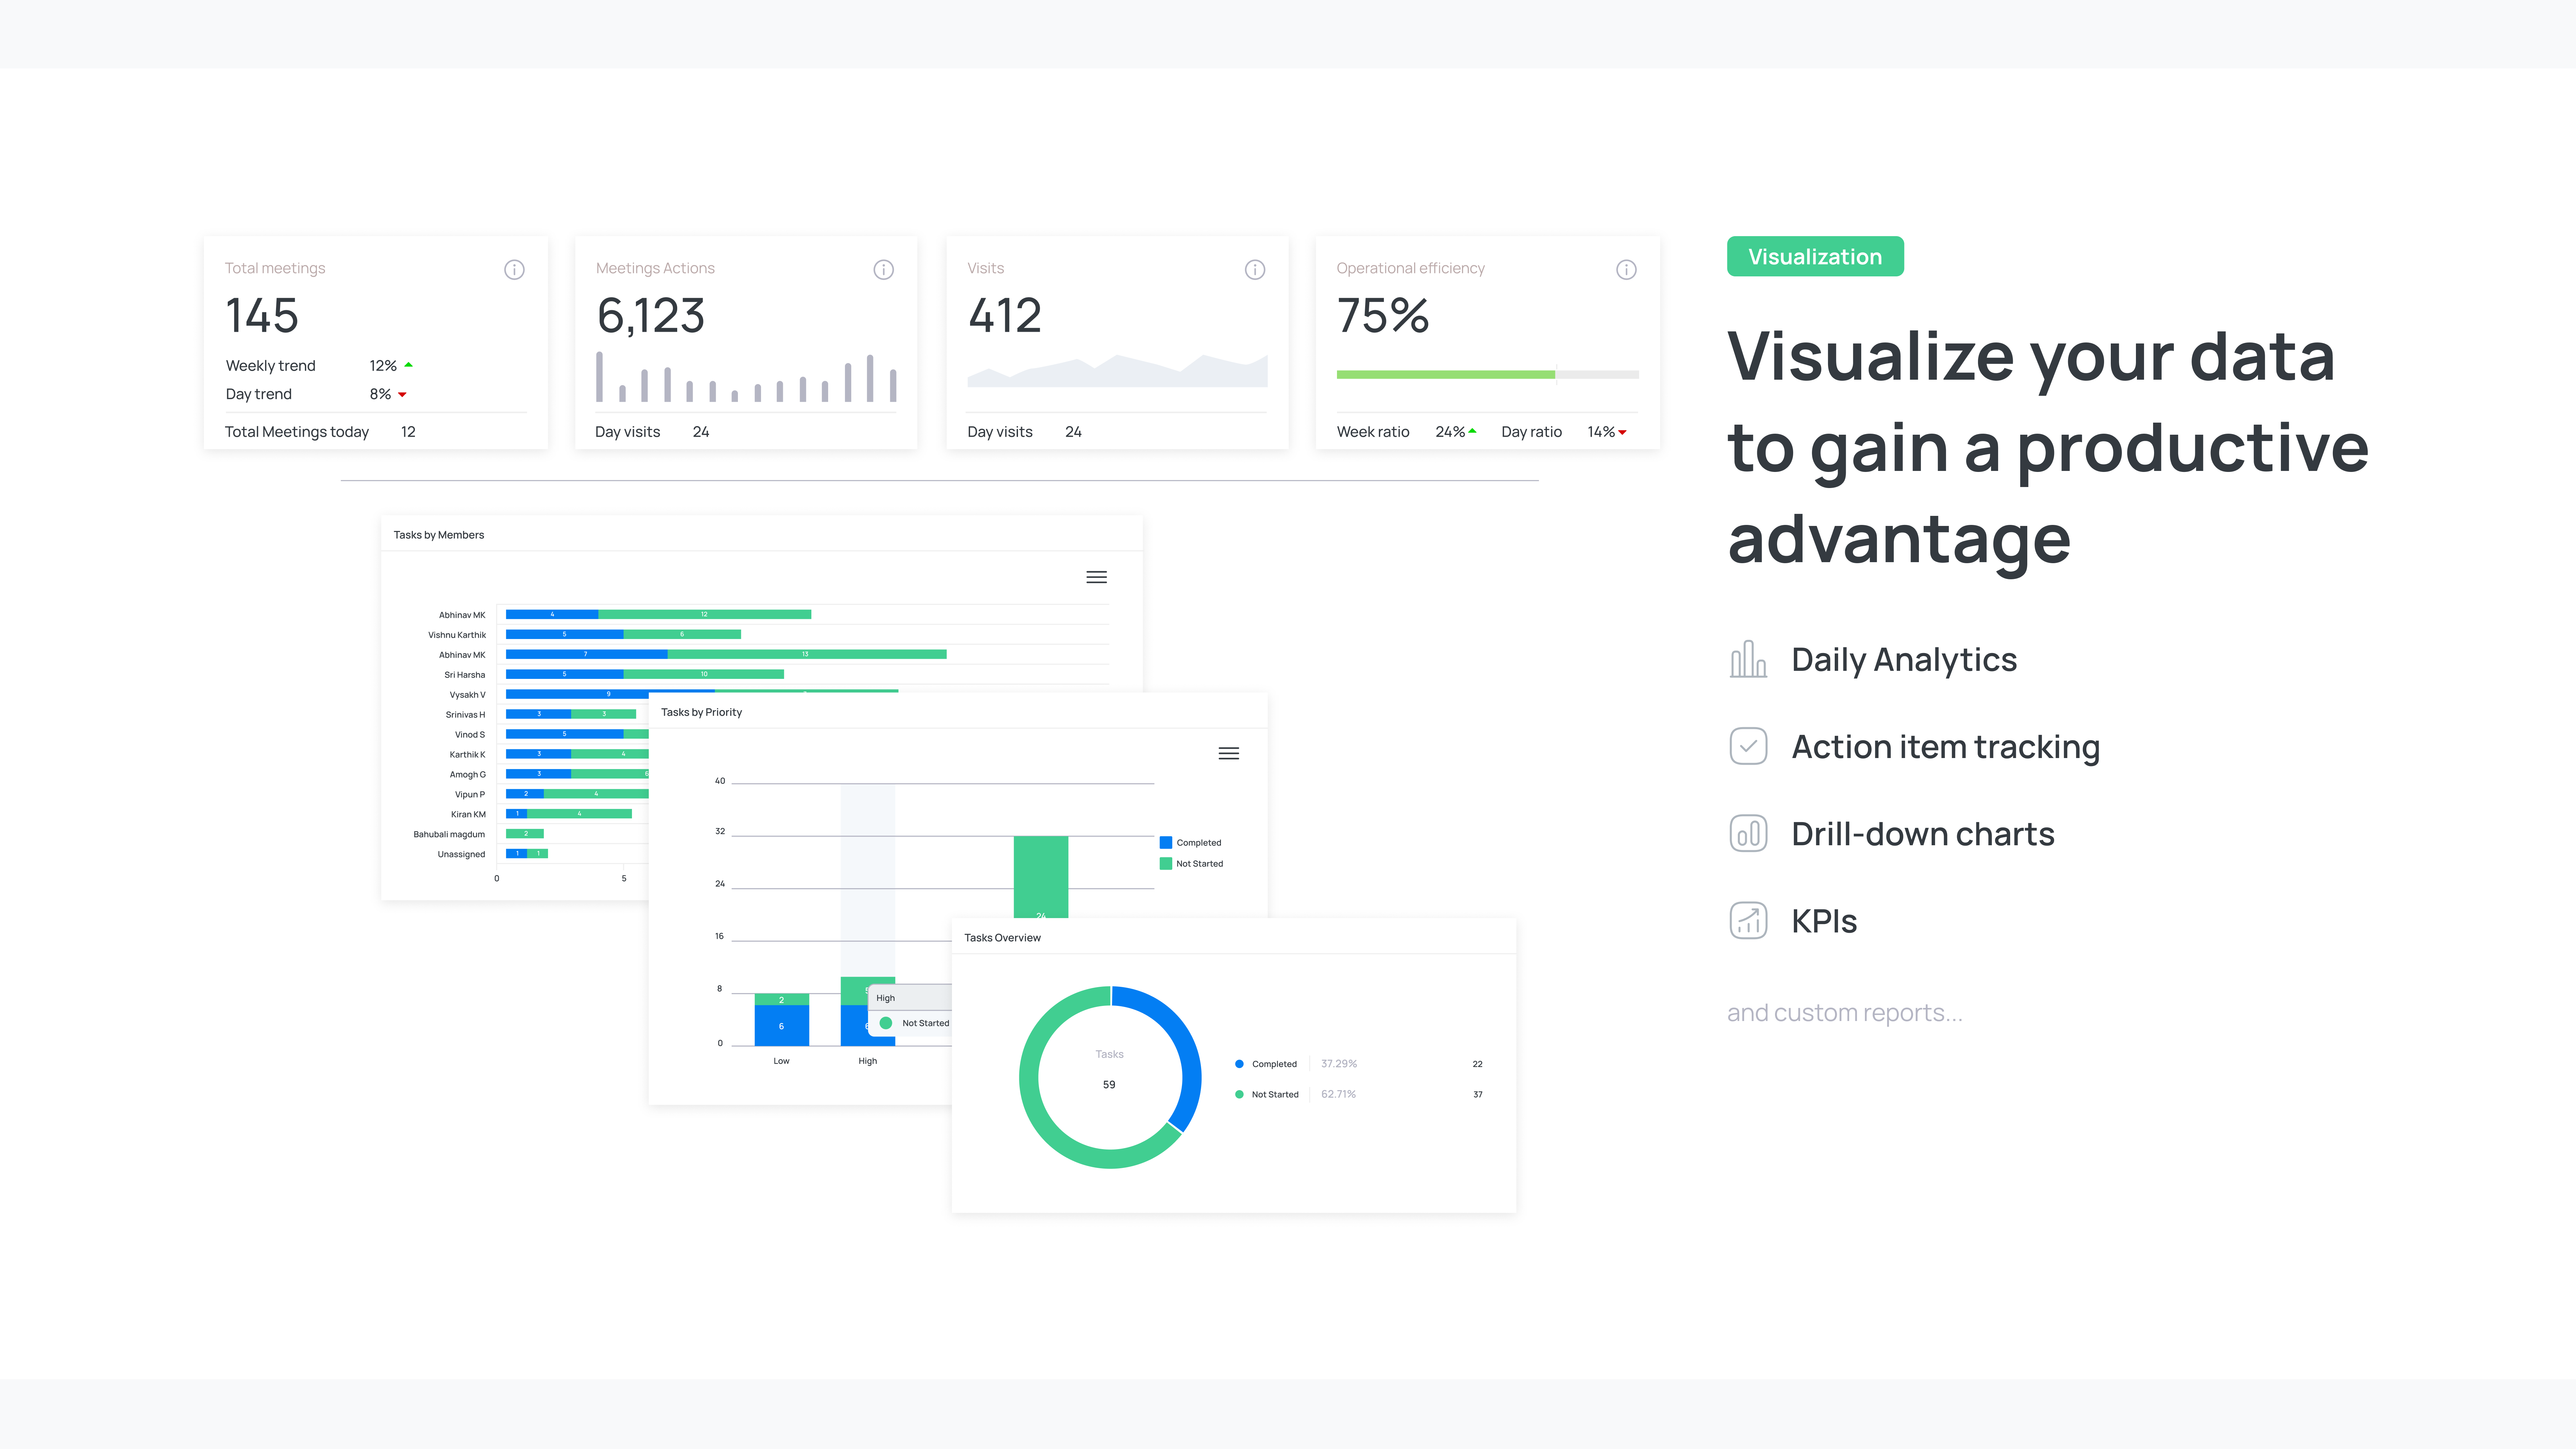 Total meetings
145
Weekly trend 12%
Day trend 8%
Total Meetings today 12
Meetings Actions
6,123
Day visits 24
Visits
412
Day visits 24
Operational efficiency
75%
Week ratio 24% Day ratio 14%
Tasks by Members
Abhinav MK 4 12
Vishnu Karthik 5 6
Abhinav MK 7 13
Sri Harsha 5 10
Vysakh V 9
Srinivas H 3 3
Vinod S 5
Karthik K 3 4
Amogh G 3
Vipun P 2 4
Kiran KM 1 4
Bahubali magdum 2
Unassigned 1 1
0 5
Tasks by Priority
40
32
24
16
8
0
24
2
6
Low High
High
Not Started
Completed
Not Started
Tasks Overview
Tasks
59
Completed 37.29% 22
Not Started 62.71% 37
Visualization
Visualize your data
to gain a productive
advantage
Daily Analytics
Action item tracking
Drill-down charts
KPIs
and custom reports...